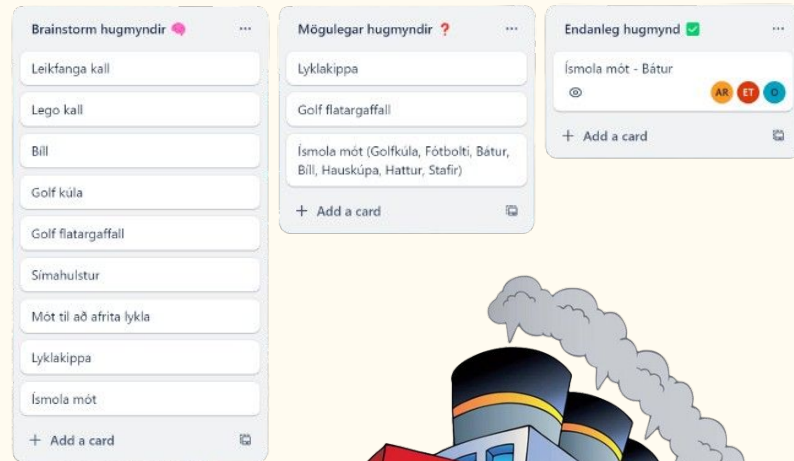 Brainstorm hugmyndir 🧠
Leikfanga kall
Lego kall
Bíll
Golf kúla
Golf flatargaffall
Símahulstur
Mót til að afrita lykla
Lyklakippa
Ísmola mót
+ Add a card
Mögulegar hugmyndir ❓
Lyklakippa
Golf flatargaffall
Ísmola mót (Golfkúla, Fótbolti, Bátur,
Bíll, Hauskúpa, Hattur, Stafir)
+ Add a card
Endanleg hugmynd ✅
Ísmola mót - Bátur
AR ET O
+ Add a card